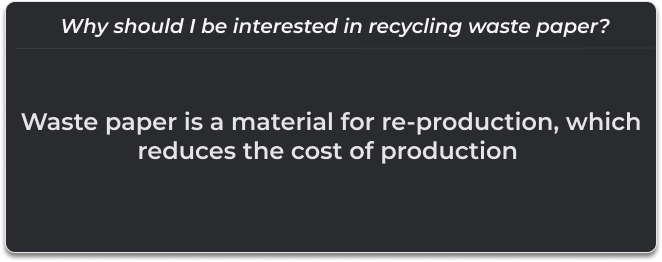 Why should I be interested in recycling waste paper?
Waste paper is a material for re-production, which
reduces the cost of production